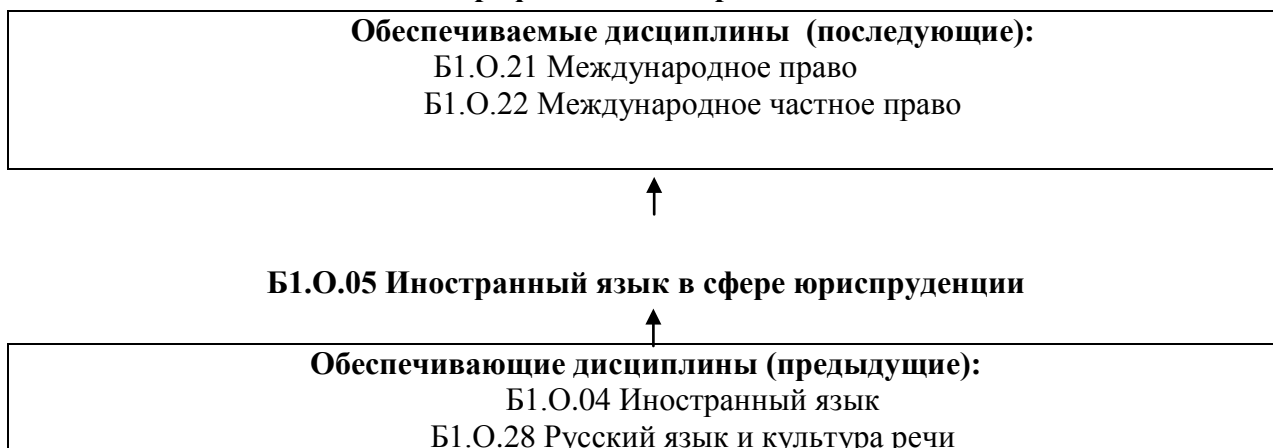 Обеспечиваемые дисциплины (последующие):
Б1.О.21 Международное право
Б1.О.22 Международное частное право
Б1.О.05 Иностранный язык в сфере юриспруденции
Обеспечивающие дисциплины (предыдущие):
Б1.О.04 Иностранный язык
Б1.О.28 Русский язык и культура речи